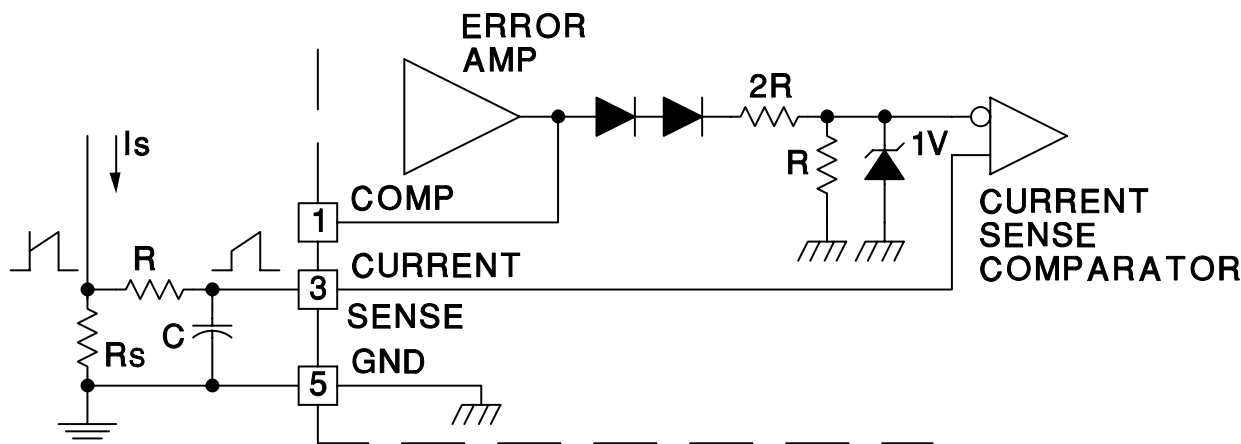 ERROR
AMP
2R
Is
R
1V
COMP
1
CURRENT
SENSE
COMPARATOR
R
CURRENT
3
SENSE
C
Rs
GND
5